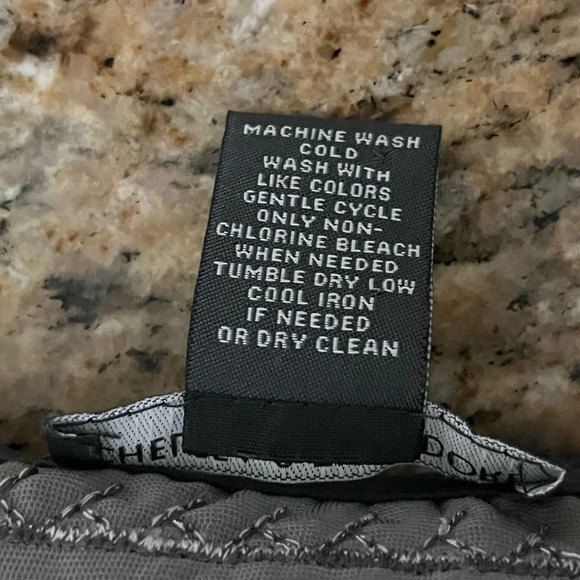 MACHINE WASH
COLD
WASH WITH
LIKE COLORS
GENTLE CYCLE
ONLY NON-
CHLORINE BLEACH
WHEN NEEDED
TUMBLE DRY LOW
COOL IRON
IF NEEDED
OR DRY CLEAN